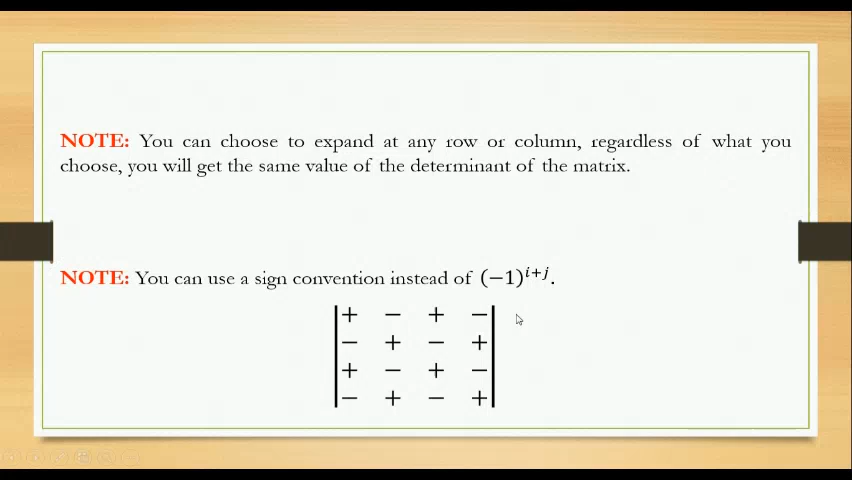 NOTE: You can choose to expand at any row or column, regardless of what you
choose, you will get the same value of the determinant of the matrix.
NOTE: You can use a sign convention instead of (−1)^{i+j}.
|+ − + −|
|− + − +|
|+ − + −|
|− + − +|